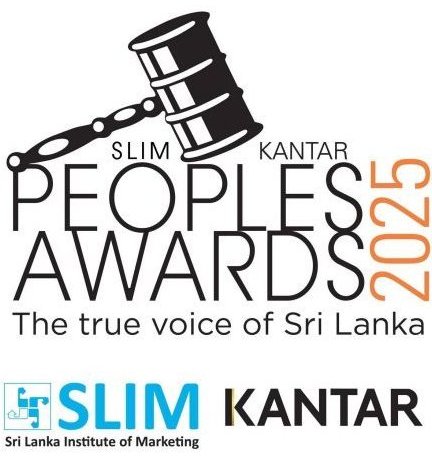 SLIM KANTAR
PEOPLES
AWARDS
2025
The true voice of Sri Lanka
SLIM KANTAR
Sri Lanka Institute of Marketing